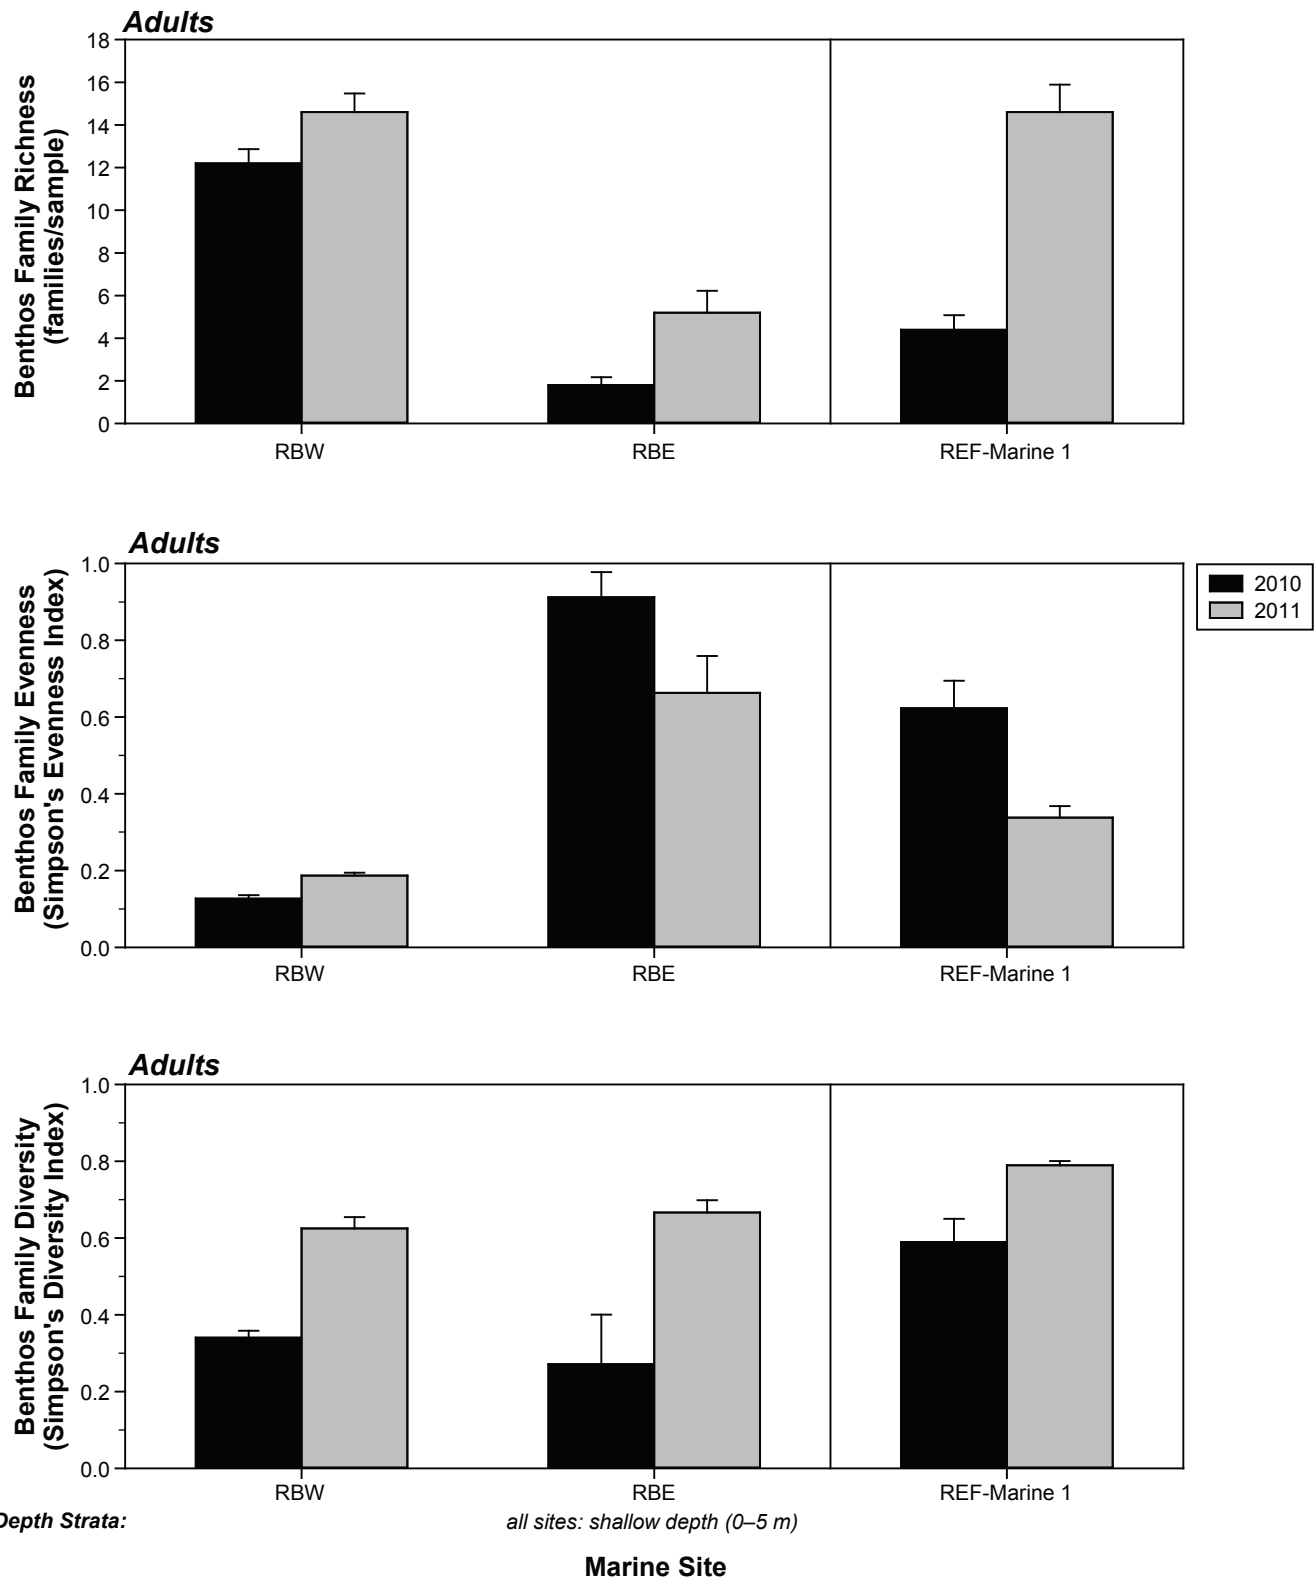 Adults
Benthos Family Richness
(families/sample)
18
16
14
12
10
8
6
4
2
0
RBW RBE REF-Marine 1
Adults
Benthos Family Evenness
(Simpson's Evenness Index)
1.0
0.8
0.6
0.4
0.2
0.0
RBW RBE REF-Marine 1
2010
2011
Adults
Benthos Family Diversity
(Simpson's Diversity Index)
1.0
0.8
0.6
0.4
0.2
0.0
RBW RBE REF-Marine 1
Depth Strata: all sites: shallow depth (0–5 m)
Marine Site